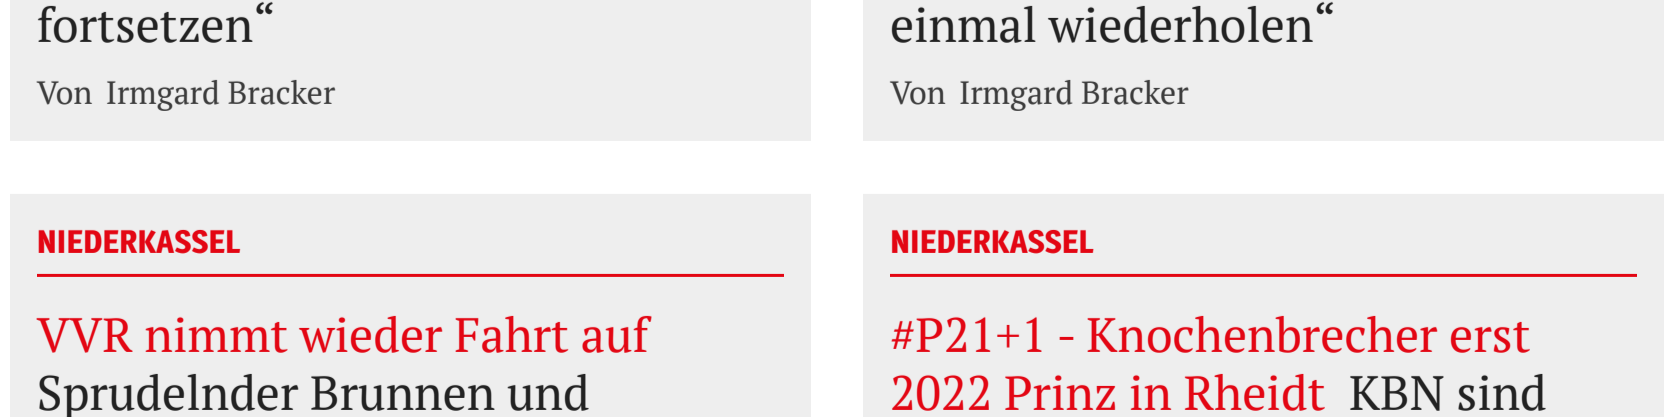 fortsetzen“
Von Irmgard Bracker
NIEDERKASSEL
VVR nimmt wieder Fahrt auf
Sprudelnder Brunnen und
einmal wiederholen“
Von Irmgard Bracker
NIEDERKASSEL
#P21+1 - Knochenbrecher erst
2022 Prinz in Rheidt KBN sind